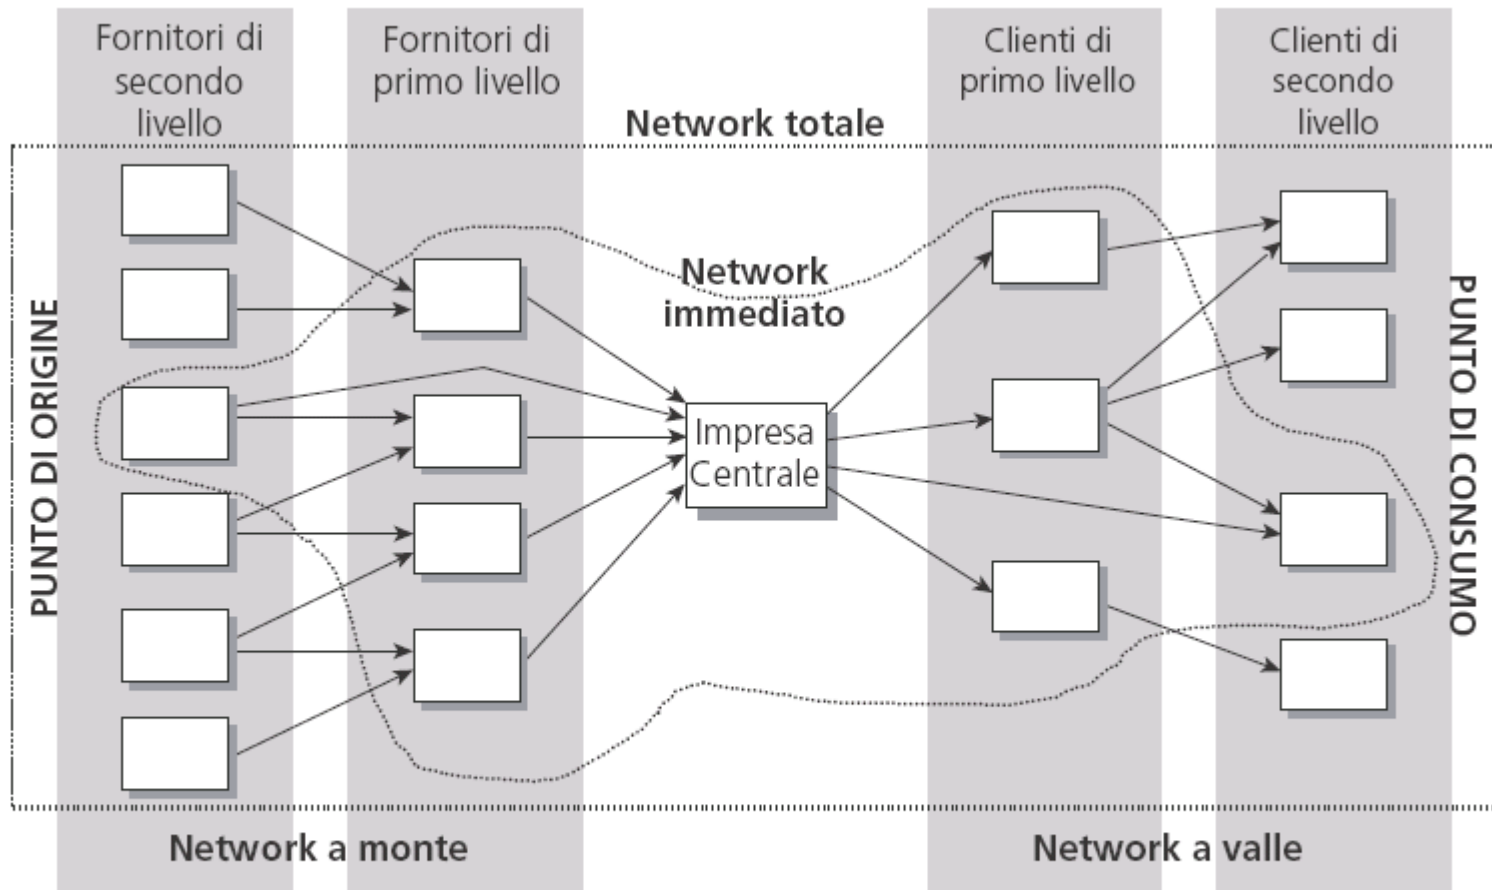 Fornitori di
secondo
livello
Fornitori di
primo livello
Clienti di
primo livello
Clienti di
secondo
livello
Network totale
PUNTO DI ORIGINE
Network
immediato
Impresa
Centrale
PUNTO DI CONSUMO
Network a monte
Network a valle